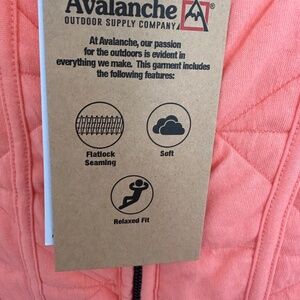 Avalanche ®
OUTDOOR SUPPLY COMPANY
At Avalanche, our passion
for the outdoors is evident in
everything we make. This garment includes
the following features:
Flatlock
Seaming
Soft
Relaxed Fit